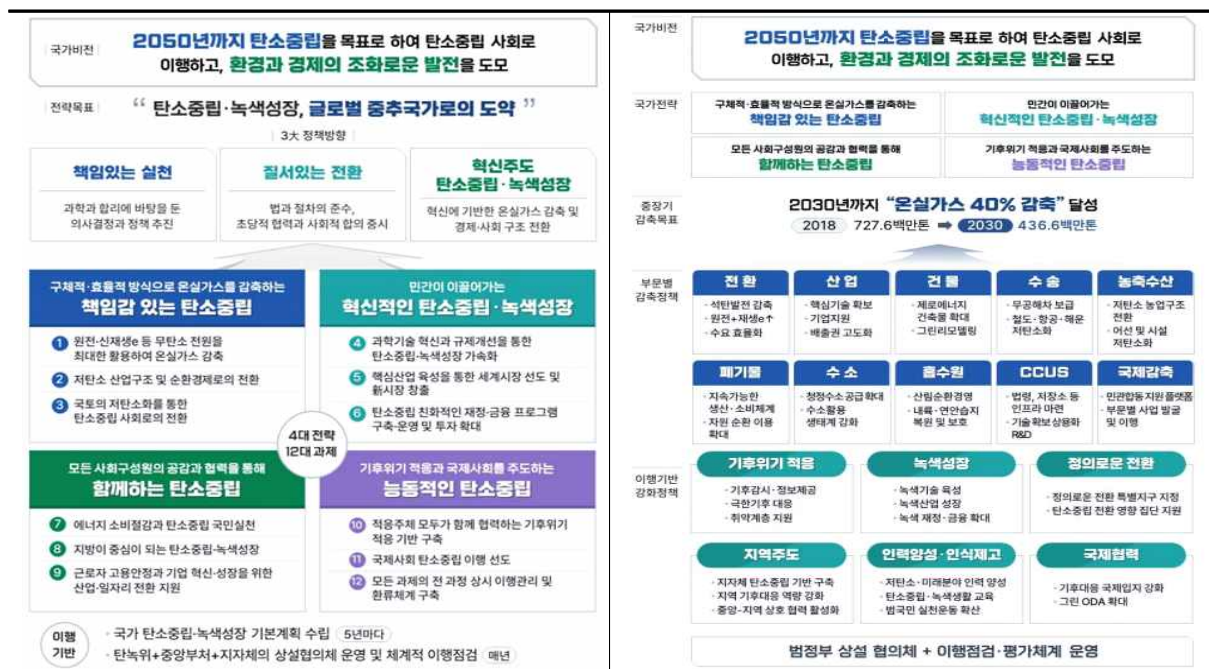 국가비전
2050년까지 탄소중립을 목표로 하여 탄소중립 사회로
이행하고, 환경과 경제의 조화로운 발전을 도모
전략목표
“ 탄소중립·녹색성장, 글로벌 중추국가로의 도약 ”
3大 정책방향
책임있는 실천
과학과 합리에 바탕을 둔
의사결정과 정책 추진
질서있는 전환
법과 절차의 준수,
초당적 협력과 사회적 합의 중시
혁신주도
탄소중립·녹색성장
혁신에 기반한 온실가스 감축 및
경제·사회 구조 전환
구체적·효율적 방식으로 온실가스를 감축하는
책임감 있는 탄소중립
1 원전·신재생e 등 무탄소 전원을
최대한 활용하여 온실가스 감축
2 저탄소 산업구조 및 순환경제로의 전환
3 국토의 저탄소화를 통한
탄소중립 사회로의 전환
민간이 이끌어가는
혁신적인 탄소중립·녹색성장
4 과학기술 혁신과 규제개선을 통한
탄소중립·녹색성장 가속화
5 핵심산업 육성을 통한 세계시장 선도 및
新시장 창출
6 탄소중립 친화적인 재정·금융 프로그램
구축·운영 및 투자 확대
4대 전략
12대 과제
모든 사회구성원의 공감과 협력을 통해
함께하는 탄소중립
7 에너지 소비절감과 탄소중립 국민실천
8 지방이 중심이 되는 탄소중립·녹색성장
9 근로자 고용안정과 기업 혁신·성장을 위한
산업·일자리 전환 지원
기후위기 적응과 국제사회를 주도하는
능동적인 탄소중립
10 적응주체 모두가 함께 협력하는 기후위기
적응 기반 구축
11 국제사회 탄소중립 이행 선도
12 모든 과제의 전 과정 상시 이행관리 및
환류체계 구축
이행
기반
· 국가 탄소중립·녹색성장 기본계획 수립 5년마다
· 탄녹위+중앙부처+지자체의 상설협의체 운영 및 체계적 이행점검 매년
국가비전
2050년까지 탄소중립을 목표로 하여 탄소중립 사회로
이행하고, 환경과 경제의 조화로운 발전을 도모
국가전략
구체적·효율적 방식으로 온실가스를 감축하는
책임감 있는 탄소중립
민간이 이끌어가는
혁신적인 탄소중립·녹색성장
모든 사회구성원의 공감과 협력을 통해
함께하는 탄소중립
기후위기 적응과 국제사회를 주도하는
능동적인 탄소중립
중장기
감축목표
2030년까지 “온실가스 40% 감축” 달성
2018 727.6백만톤 ➡ 2030 436.6백만톤
부문별
감축정책
전환
· 석탄발전 감축
· 원전+재생e↑
· 수요 효율화
산업
· 핵심기술 확보
· 기업지원
· 배출권 고도화
건물
· 제로에너지
건축물 확대
· 그린리모델링
수송
· 무공해차 보급
· 철도·항공·해운
저탄소화
농축수산
· 저탄소 농업구조
전환
· 어선 및 시설
저탄소화
폐기물
· 지속가능한
생산·소비체계
· 자원 순환 이용
확대
수소
· 청정수소 공급 확대
· 수소활용
생태계 강화
흡수원
· 산림순환경영
· 내륙·연안습지
복원 및 보호
CCUS
· 법령, 저장소 등
인프라 마련
· 기술확보 상용화
R&D
국제감축
· 민관합동 지원 플랫폼
· 부문별 사업 발굴
및 이행
이행기반
강화정책
기후위기 적응
· 기후감시·정보제공
· 극한기후 대응
· 취약계층 지원
녹색성장
· 녹색기술 육성
· 녹색산업 성장
· 녹색 재정·금융 확대
정의로운 전환
· 정의로운 전환 특별지구 지정
· 탄소중립 전환 영향 집단 지원
지역주도
· 지자체 탄소중립 기반 구축
· 지역 기후대응 역량 강화
· 중앙-지역 상호 협력 활성화
인력양성·인식제고
· 저탄소·미래분야 인력 양성
· 탄소중립·녹색생활 교육
· 범국민 실천운동 확산
국제협력
· 기후대응 국제입지 강화
· 그린 ODA 확대
범정부 상설 협의체 + 이행점검·평가체계 운영